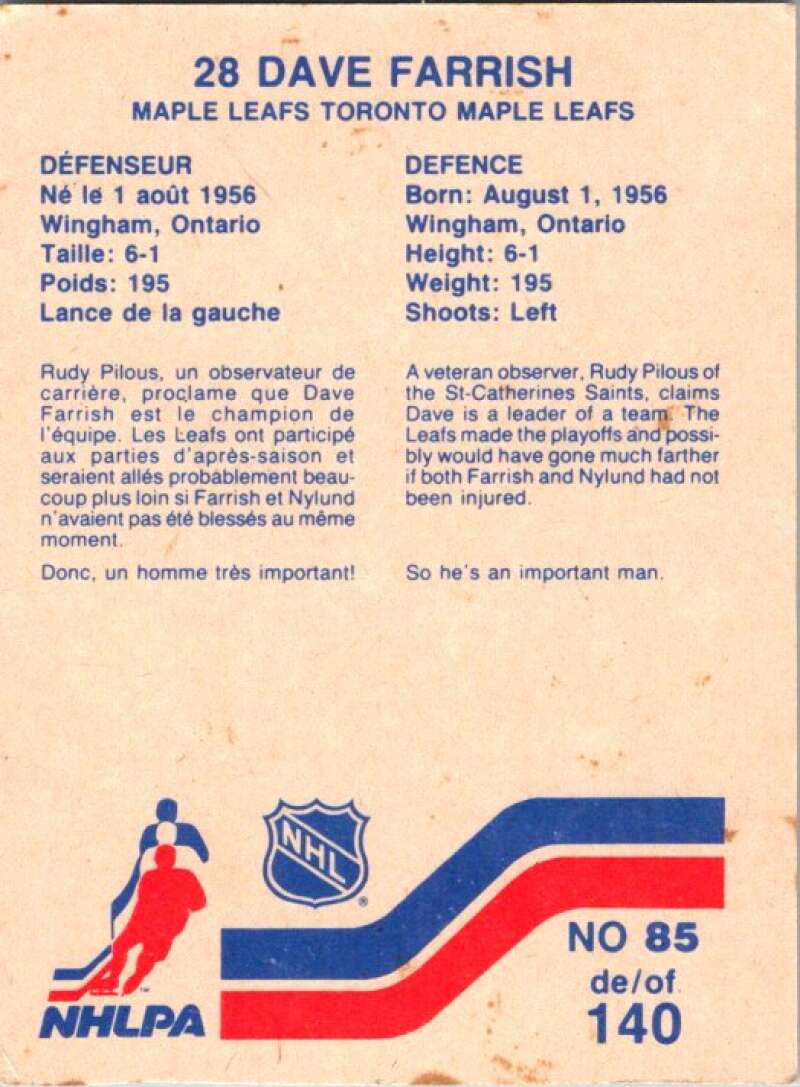 28 DAVE FARRISH
MAPLE LEAFS TORONTO MAPLE LEAFS
DÉFENSEUR
Né le 1 août 1956
Wingham, Ontario
Taille: 6-1
Poids: 195
Lance de la gauche
Rudy Pilous, un observateur de
carrière, proclame que Dave
Farrish est le champion de
l'équipe. Les Leafs ont participé
aux parties d'après-saison et
seraient allés probablement beau-
coup plus loin si Farrish et Nylund
n'avaient pas été blessés au même
moment.
Donc, un homme très important!
DEFENCE
Born: August 1, 1956
Wingham, Ontario
Height: 6-1
Weight: 195
Shoots: Left
A veteran observer, Rudy Pilous of
the St-Catherines Saints, claims
Dave is a leader of a team. The
Leafs made the playoffs and possi-
bly would have gone much farther
if both Farrish and Nylund had not
been injured.
So he's an important man.
NHL
®
™
NHLPA
NO 85
de/of
140